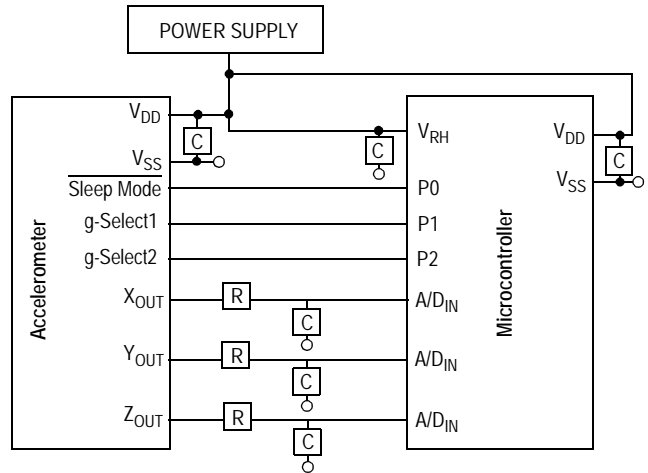 POWER SUPPLY
V_DD
C
V_SS
Sleep Mode
g-Select1
g-Select2
X_OUT
R
C
Y_OUT
R
C
Z_OUT
R
C
Accelerometer
C
V_RH
P0
P1
P2
A/D_IN
A/D_IN
A/D_IN
Microcontroller
V_DD
C
V_SS